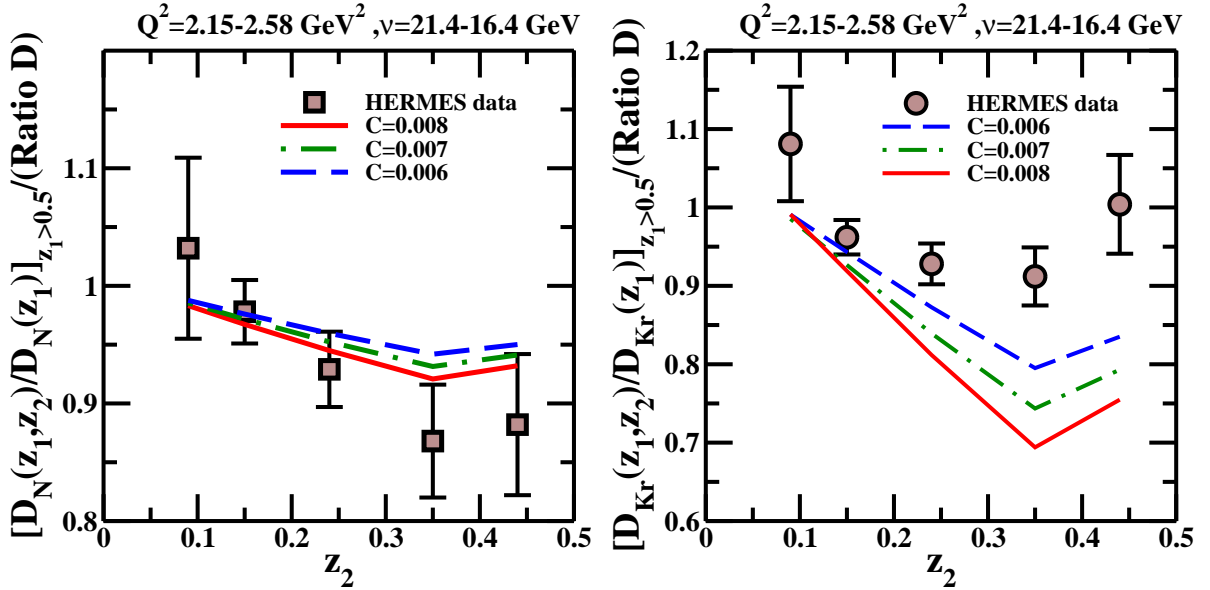 Q²=2.15-2.58 GeV² ,ν=21.4-16.4 GeV
[D_N(z_1,z_2)/D_N(z_1)]_{z_1>0.5}/(Ratio D)
1.1
1
0.9
0.8
HERMES data
C=0.008
C=0.007
C=0.006
0 0.1 0.2 0.3 0.4 0.5
z_2
Q²=2.15-2.58 GeV² ,ν=21.4-16.4 GeV
[D_{Kr}(z_1,z_2)/D_{Kr}(z_1)]_{z_1>0.5}/(Ratio D)
1.2
1.1
1
0.9
0.8
0.7
0.6
HERMES data
C=0.006
C=0.007
C=0.008
0 0.1 0.2 0.3 0.4 0.5
z_2